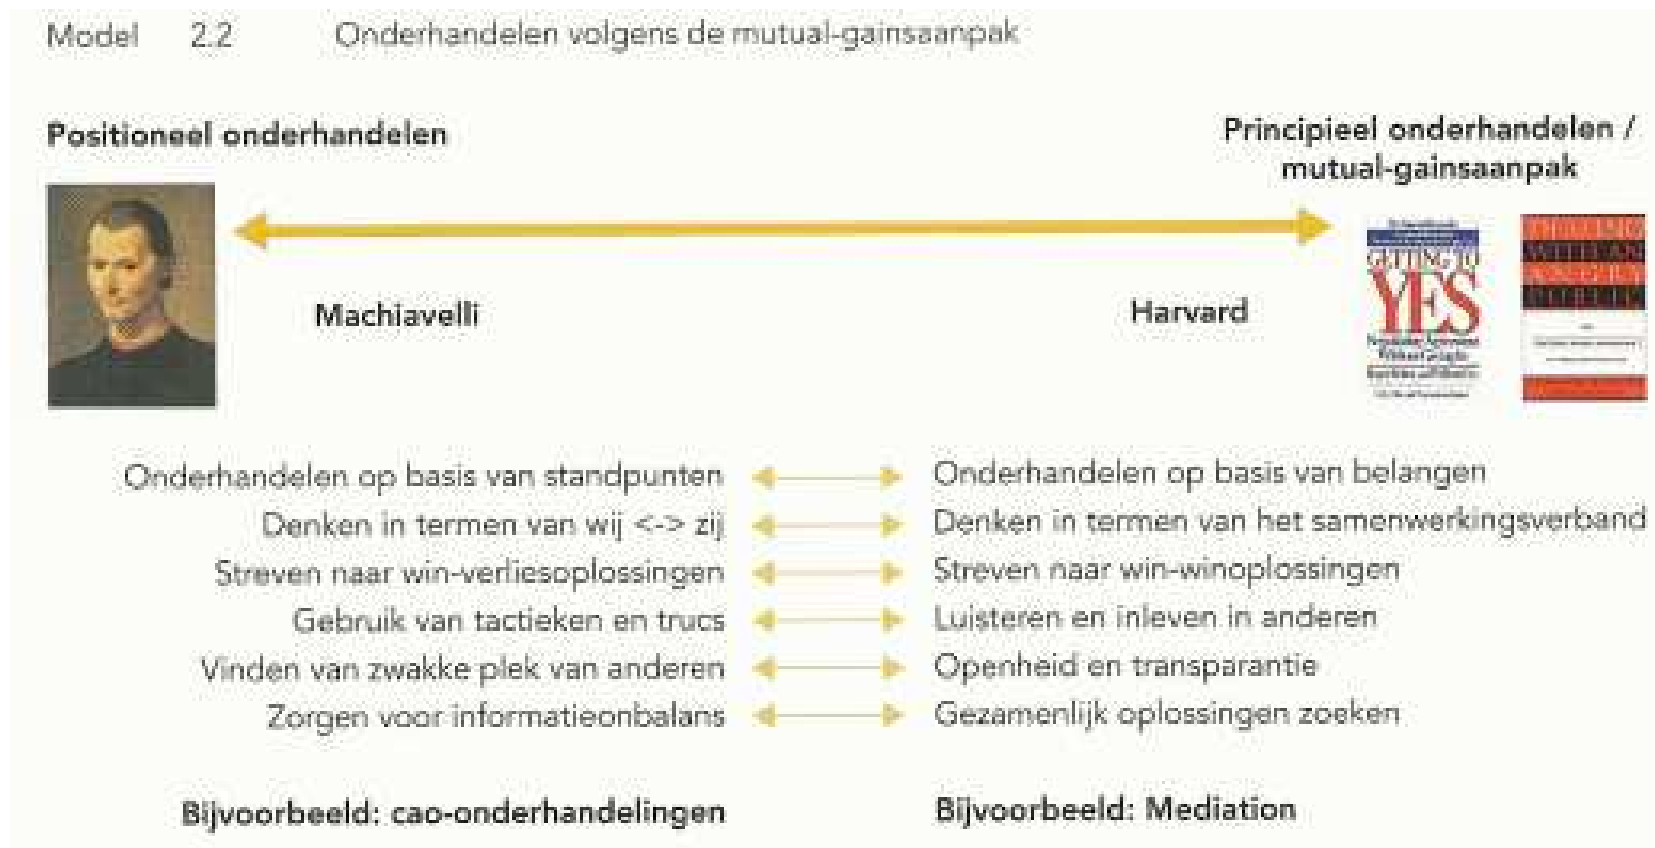 Model 2.2 Onderhandelen volgens de mutual-gainsaanpak
Positioneel onderhandelen
Principieel onderhandelen /
mutual-gainsaanpak
Machiavelli
Harvard
GETTING TO
YES
Onderhandelen op basis van standpunten
Onderhandelen op basis van belangen
Denken in termen van wij <-> zij
Denken in termen van het samenwerkingsverband
Streven naar win-verliesoplossingen
Streven naar win-winoplossingen
Gebruik van tactieken en trucs
Luisteren en inleven in anderen
Vinden van zwakke plek van anderen
Openheid en transparantie
Zorgen voor informatieonbalans
Gezamenlijk oplossingen zoeken
Bijvoorbeeld: cao-onderhandelingen
Bijvoorbeeld: Mediation